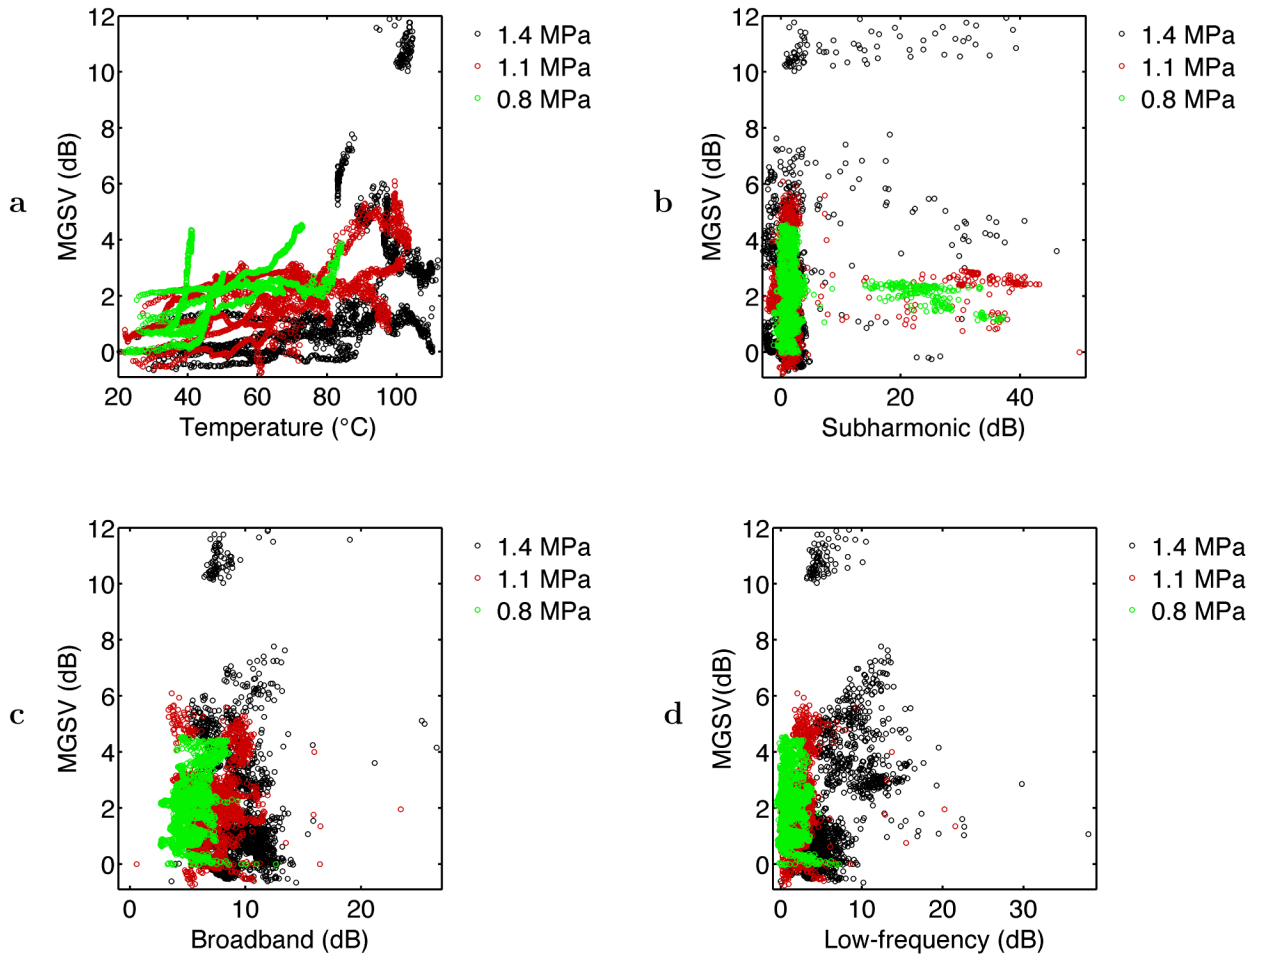 a
MGSV (dB)
12
10
8
6
4
2
0
20 40 60 80 100
Temperature (°C)
1.4 MPa
1.1 MPa
0.8 MPa
b
MGSV (dB)
12
10
8
6
4
2
0
0 20 40
Subharmonic (dB)
1.4 MPa
1.1 MPa
0.8 MPa
c
MGSV (dB)
12
10
8
6
4
2
0
0 10 20
Broadband (dB)
1.4 MPa
1.1 MPa
0.8 MPa
d
MGSV(dB)
12
10
8
6
4
2
0
0 10 20 30
Low-frequency (dB)
1.4 MPa
1.1 MPa
0.8 MPa